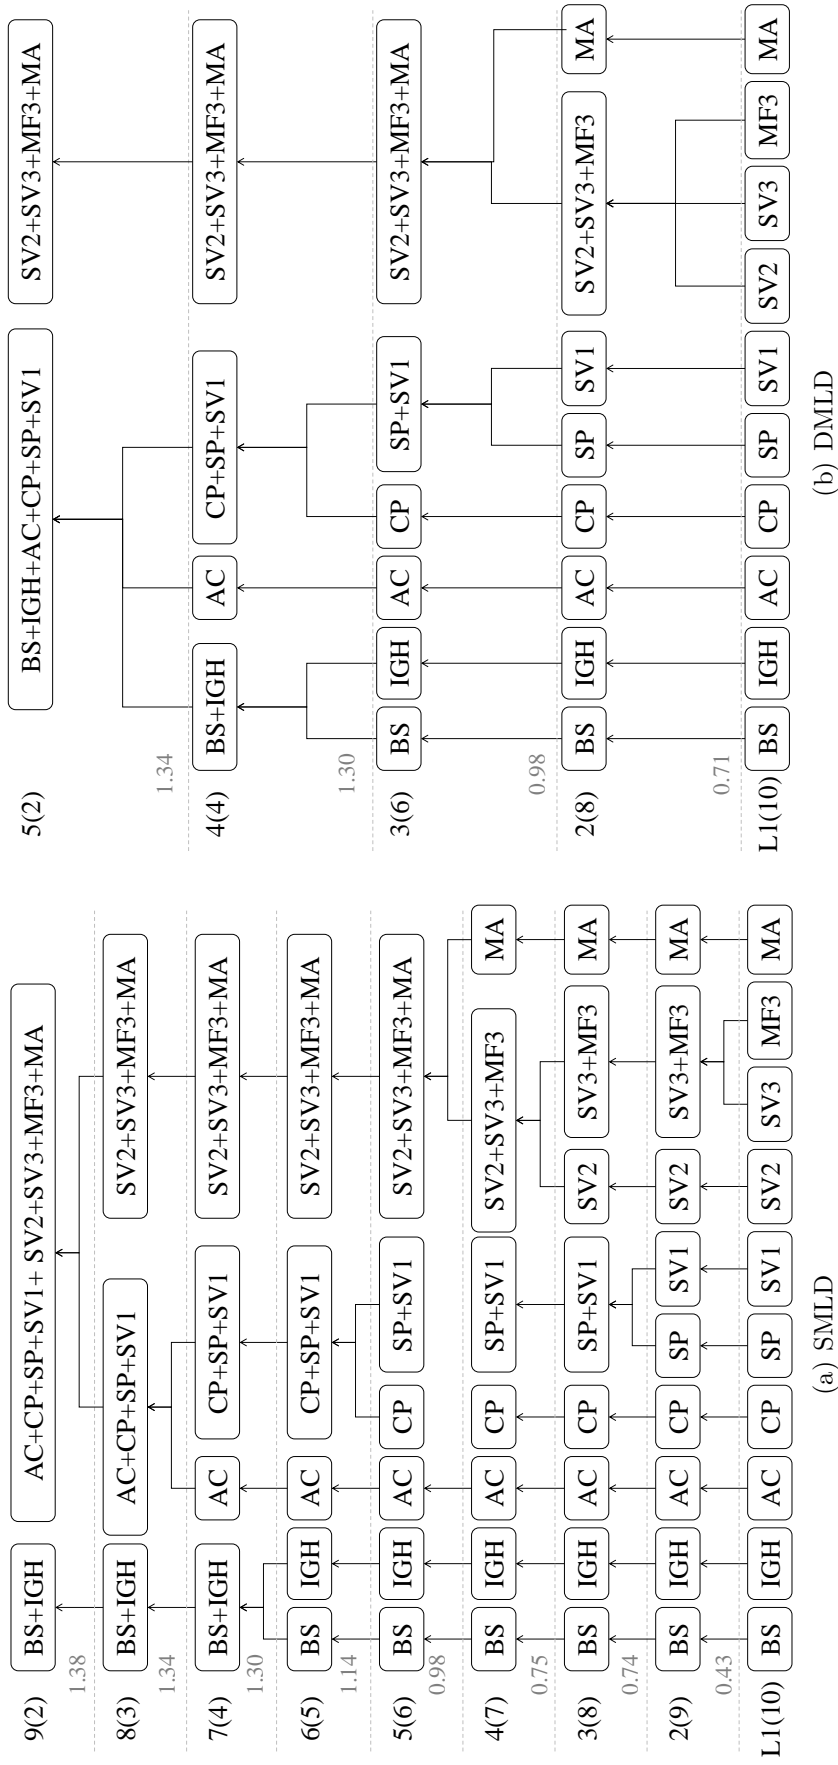 9(2) BS+IGH AC+CP+SP+SV1+ SV2+SV3+MF3+MA
1.38
8(3) BS+IGH AC+CP+SP+SV1 SV2+SV3+MF3+MA
1.34
7(4) BS+IGH AC CP+SP+SV1 SV2+SV3+MF3+MA
1.30
6(5) BS IGH AC CP+SP+SV1 SV2+SV3+MF3+MA
1.14
5(6) BS IGH AC CP SP+SV1 SV2+SV3+MF3+MA
0.98
4(7) BS IGH AC CP SP+SV1 SV2+SV3+MF3 MA
0.75
3(8) BS IGH AC CP SP+SV1 SV2 SV3+MF3 MA
0.74
2(9) BS IGH AC CP SP SV1 SV2 SV3+MF3 MA
0.43
L1(10) BS IGH AC CP SP SV1 SV2 SV3 MF3 MA
(a) SMLD
5(2) BS+IGH+AC+CP+SP+SV1 SV2+SV3+MF3+MA
1.34
4(4) BS+IGH AC CP+SP+SV1 SV2+SV3+MF3+MA
1.30
3(6) BS IGH AC CP SP+SV1 SV2+SV3+MF3+MA
0.98
2(8) BS IGH AC CP SP SV1 SV2+SV3+MF3 MA
0.71
L1(10) BS IGH AC CP SP SV1 SV2 SV3 MF3 MA
(b) DMLD